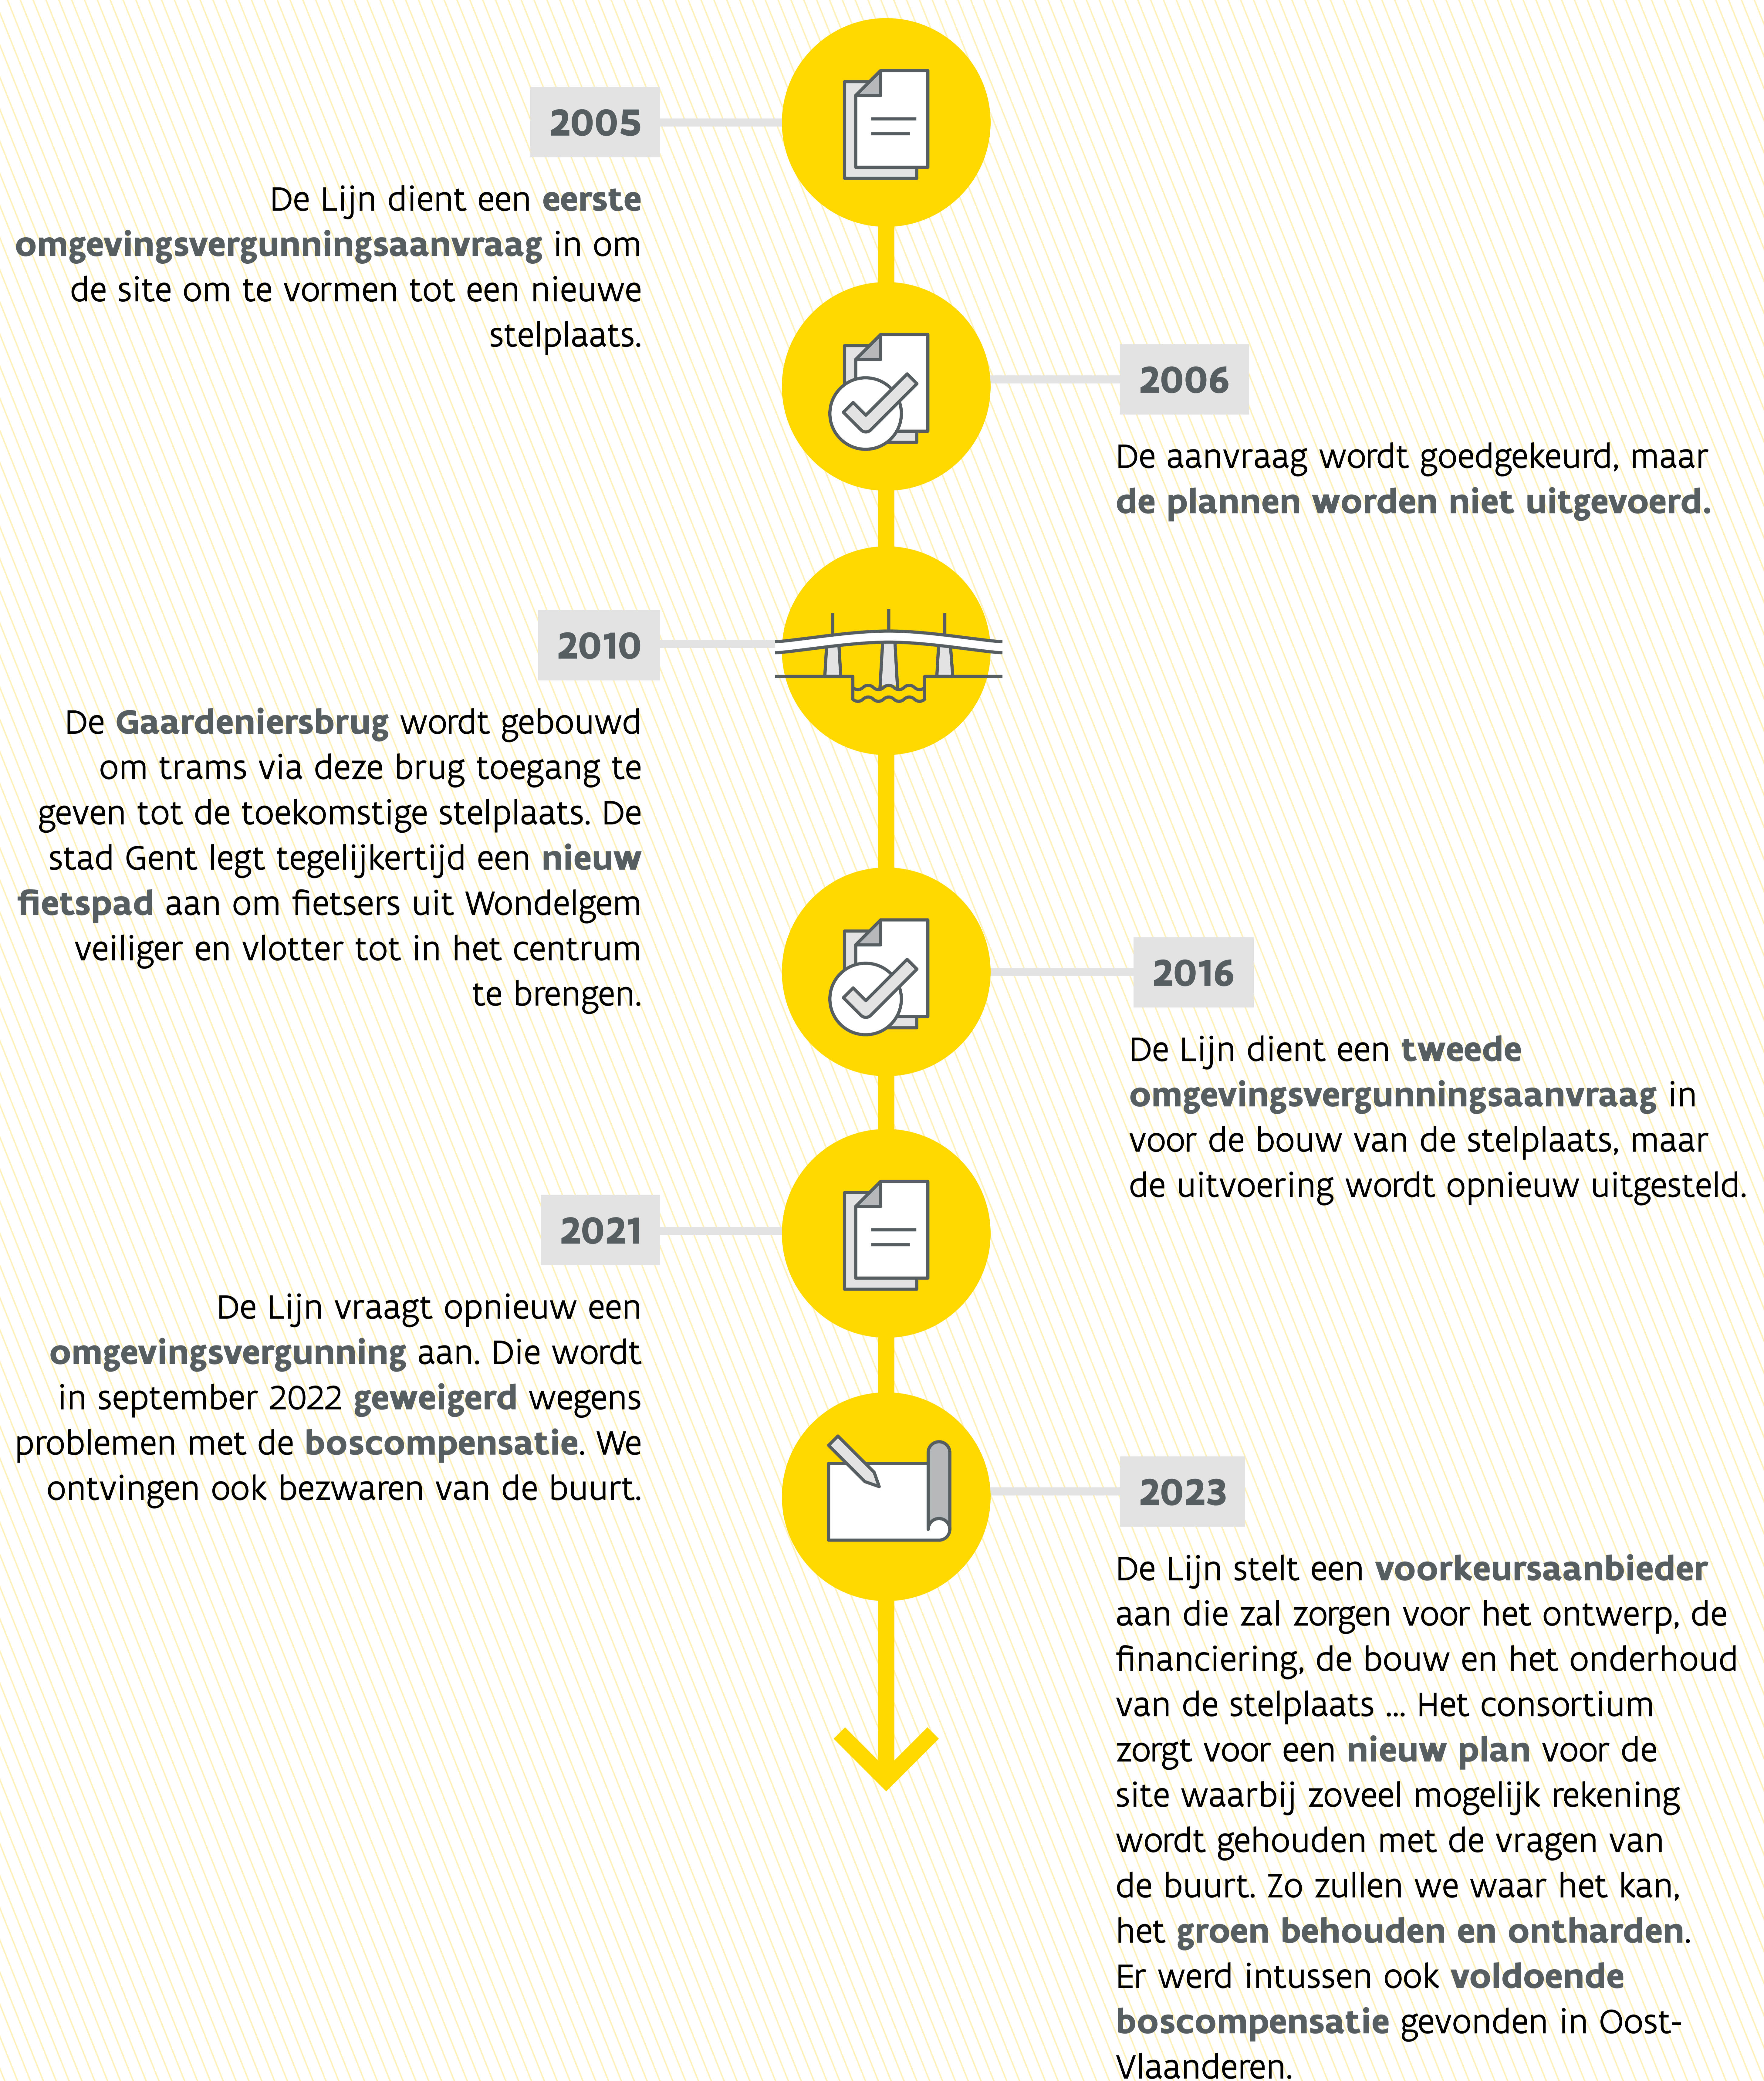 2005
De Lijn dient een eerste
omgevingsvergunningsaanvraag in om
de site om te vormen tot een nieuwe
stelplaats.
2006
De aanvraag wordt goedgekeurd, maar
de plannen worden niet uitgevoerd.
2010
De Gaardeniersbrug wordt gebouwd
om trams via deze brug toegang te
geven tot de toekomstige stelplaats. De
stad Gent legt tegelijkertijd een nieuw
fietspad aan om fietsers uit Wondelgem
veiliger en vlotter tot in het centrum
te brengen.
2016
De Lijn dient een tweede
omgevingsvergunningsaanvraag in
voor de bouw van de stelplaats, maar
de uitvoering wordt opnieuw uitgesteld.
2021
De Lijn vraagt opnieuw een
omgevingsvergunning aan. Die wordt
in september 2022 geweigerd wegens
problemen met de boscompensatie. We
ontvingen ook bezwaren van de buurt.
2023
De Lijn stelt een voorkeursaanbieder
aan die zal zorgen voor het ontwerp, de
financiering, de bouw en het onderhoud
van de stelplaats ... Het consortium
zorgt voor een nieuw plan voor de
site waarbij zoveel mogelijk rekening
wordt gehouden met de vragen van
de buurt. Zo zullen we waar het kan,
het groen behouden en ontharden.
Er werd intussen ook voldoende
boscompensatie gevonden in Oost-
Vlaanderen.